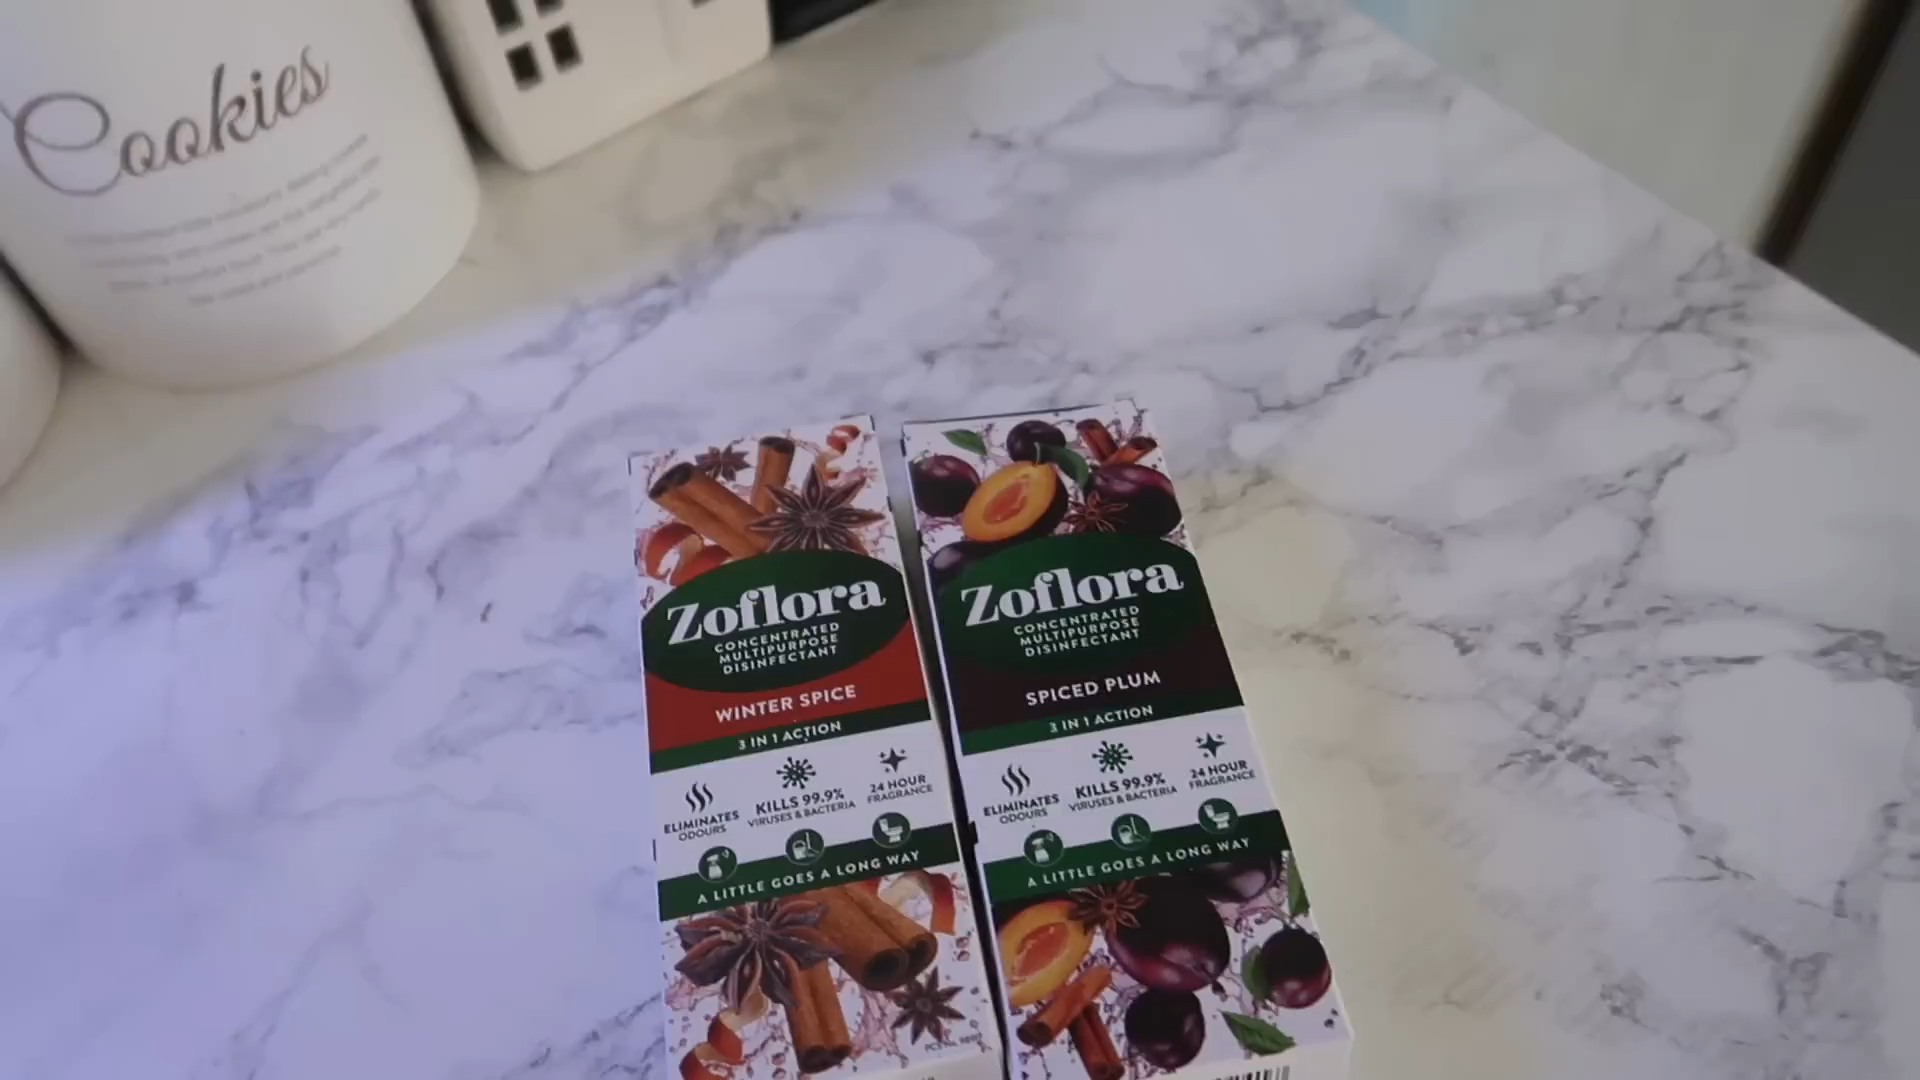 Cookies
Zoflora
CONCENTRATED
MULTIPURPOSE
DISINFECTANT
WINTER SPICE
3 IN 1 ACTION
ELIMINATES
ODOURS
KILLS 99.9%
VIRUSES & BACTERIA
24 HOUR
FRAGRANCE
A LITTLE GOES A LONG WAY
Zoflora
CONCENTRATED
MULTIPURPOSE
DISINFECTANT
SPICED PLUM
3 IN 1 ACTION
ELIMINATES
ODOURS
KILLS 99.9%
VIRUSES & BACTERIA
24 HOUR
FRAGRANCE
A LITTLE GOES A LONG WAY